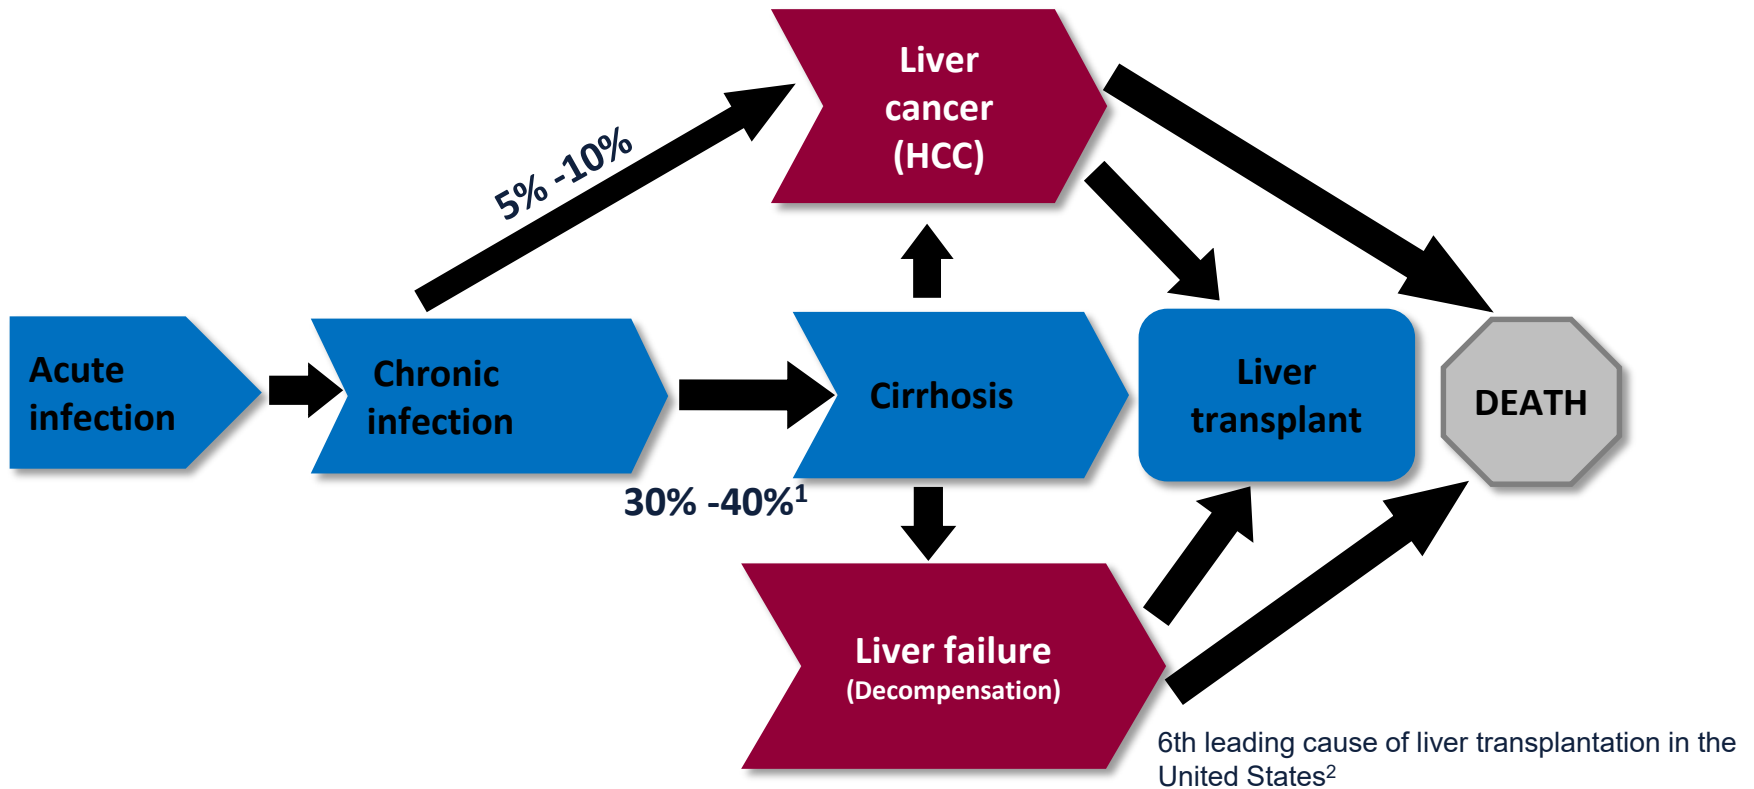 Liver
cancer
(HCC)
5% -10%
Acute
infection
Chronic
infection
Cirrhosis
Liver
transplant
DEATH
30% -40%¹
Liver failure
(Decompensation)
6th leading cause of liver transplantation in the
United States²